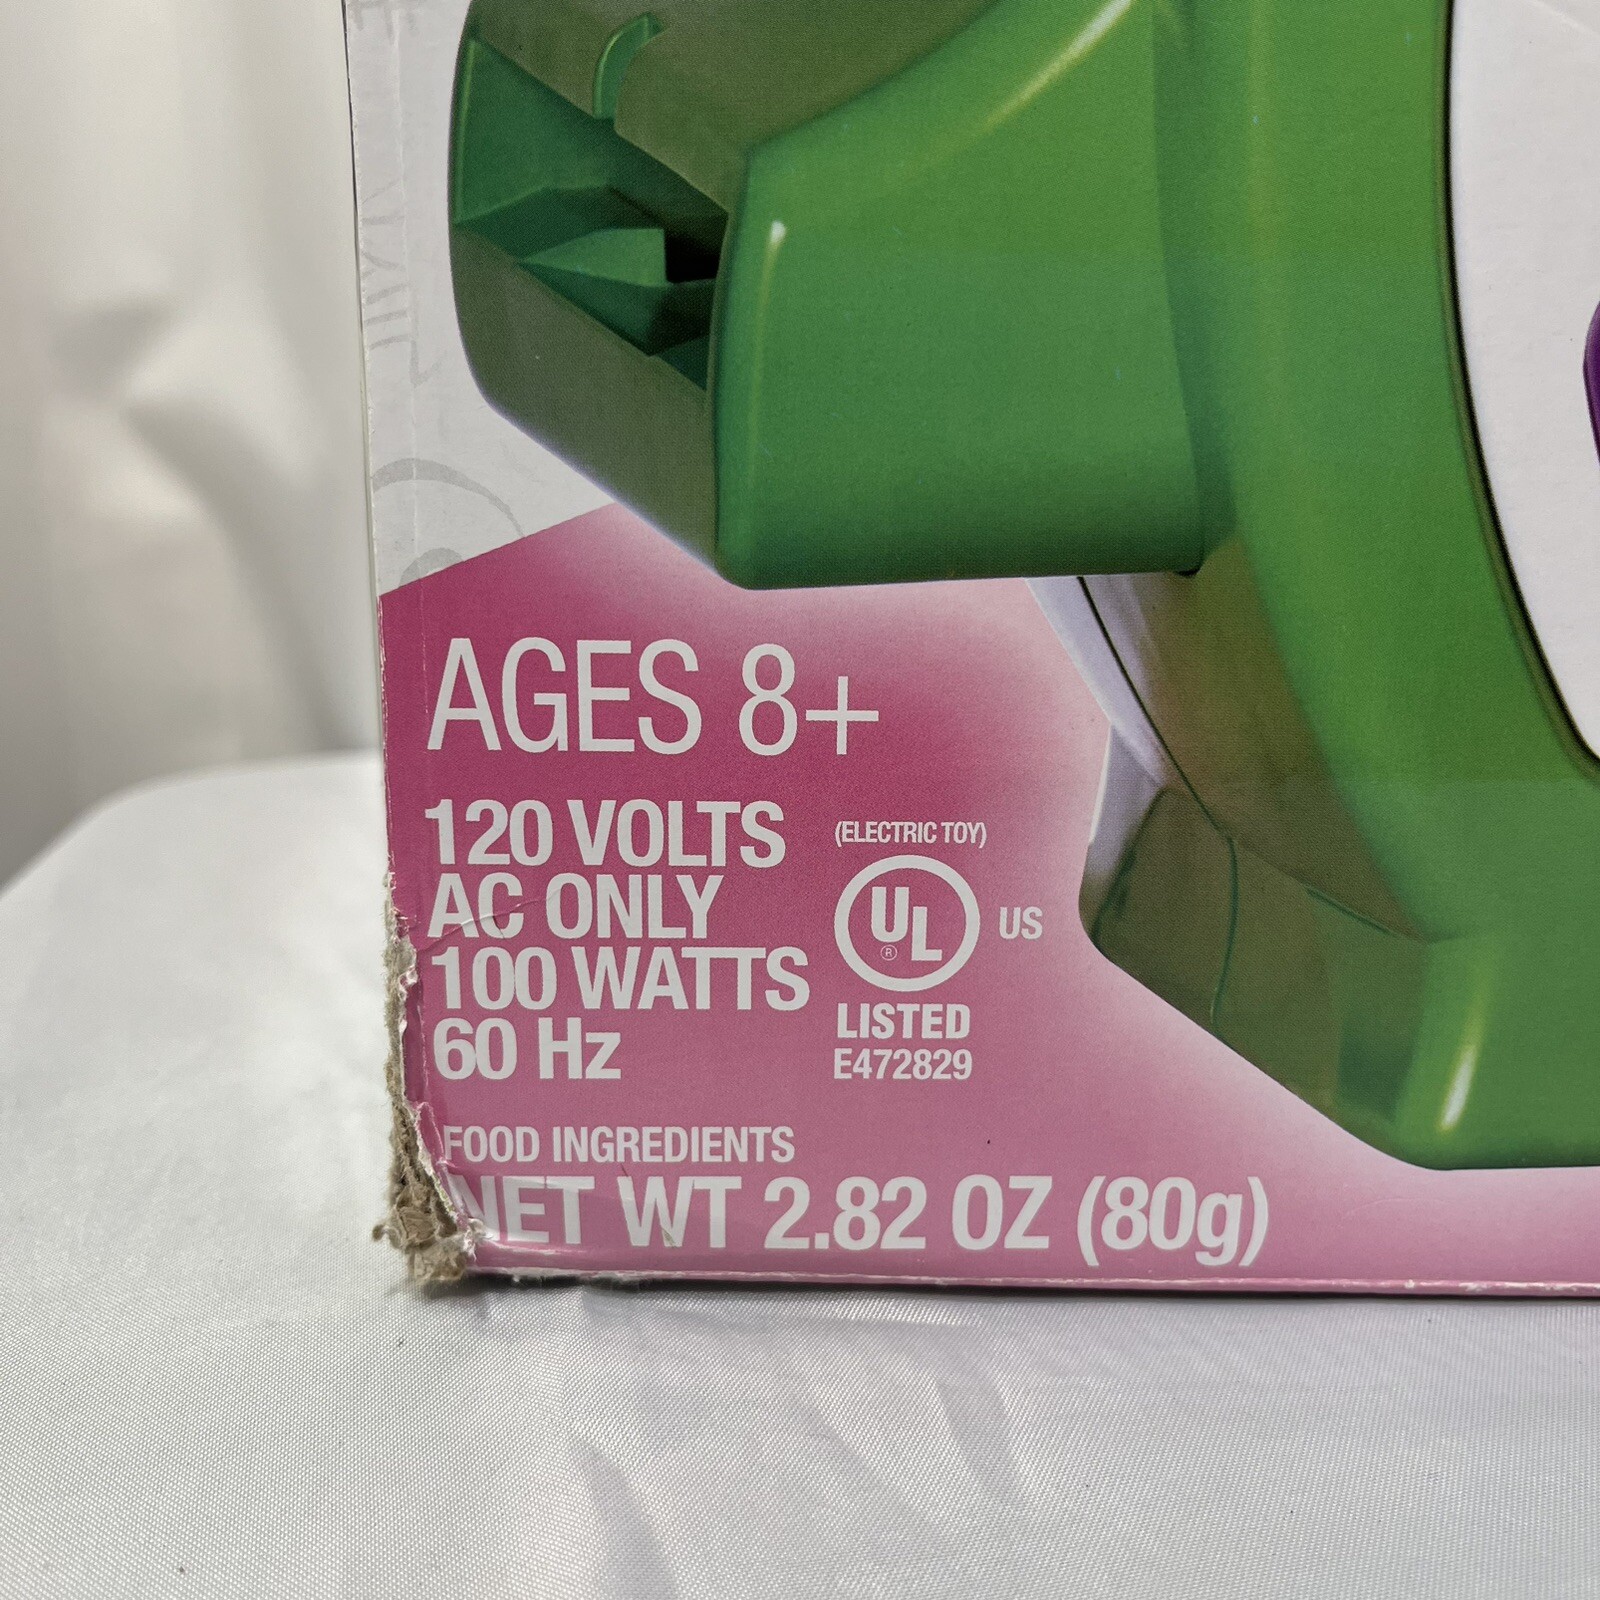 AGES 8+
120 VOLTS
AC ONLY
100 WATTS
60 Hz
(ELECTRIC TOY)
UL
®
US
LISTED
E472829
FOOD INGREDIENTS
NET WT 2.82 OZ (80g)